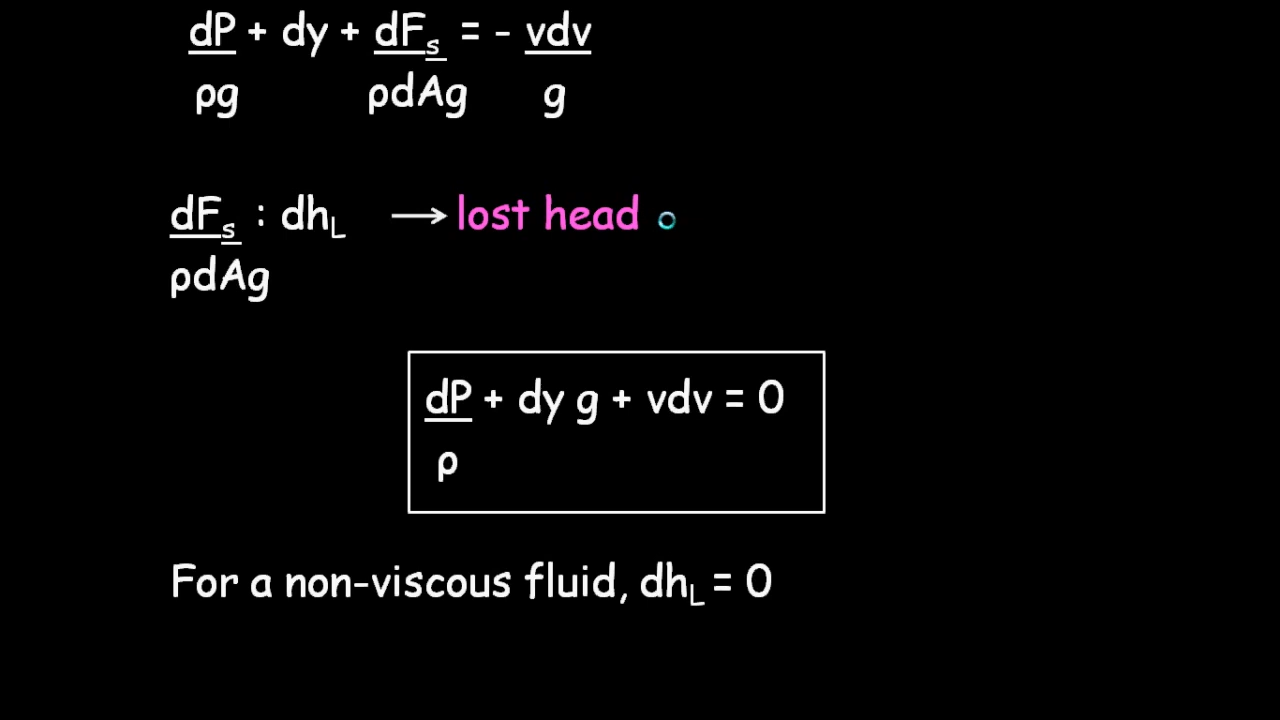 dP + dy + dFs = - vdv
ρg ρdAg g
dFs : dhL → lost head
ρdAg
dP + dy g + vdv = 0
ρ
For a non-viscous fluid, dhL = 0